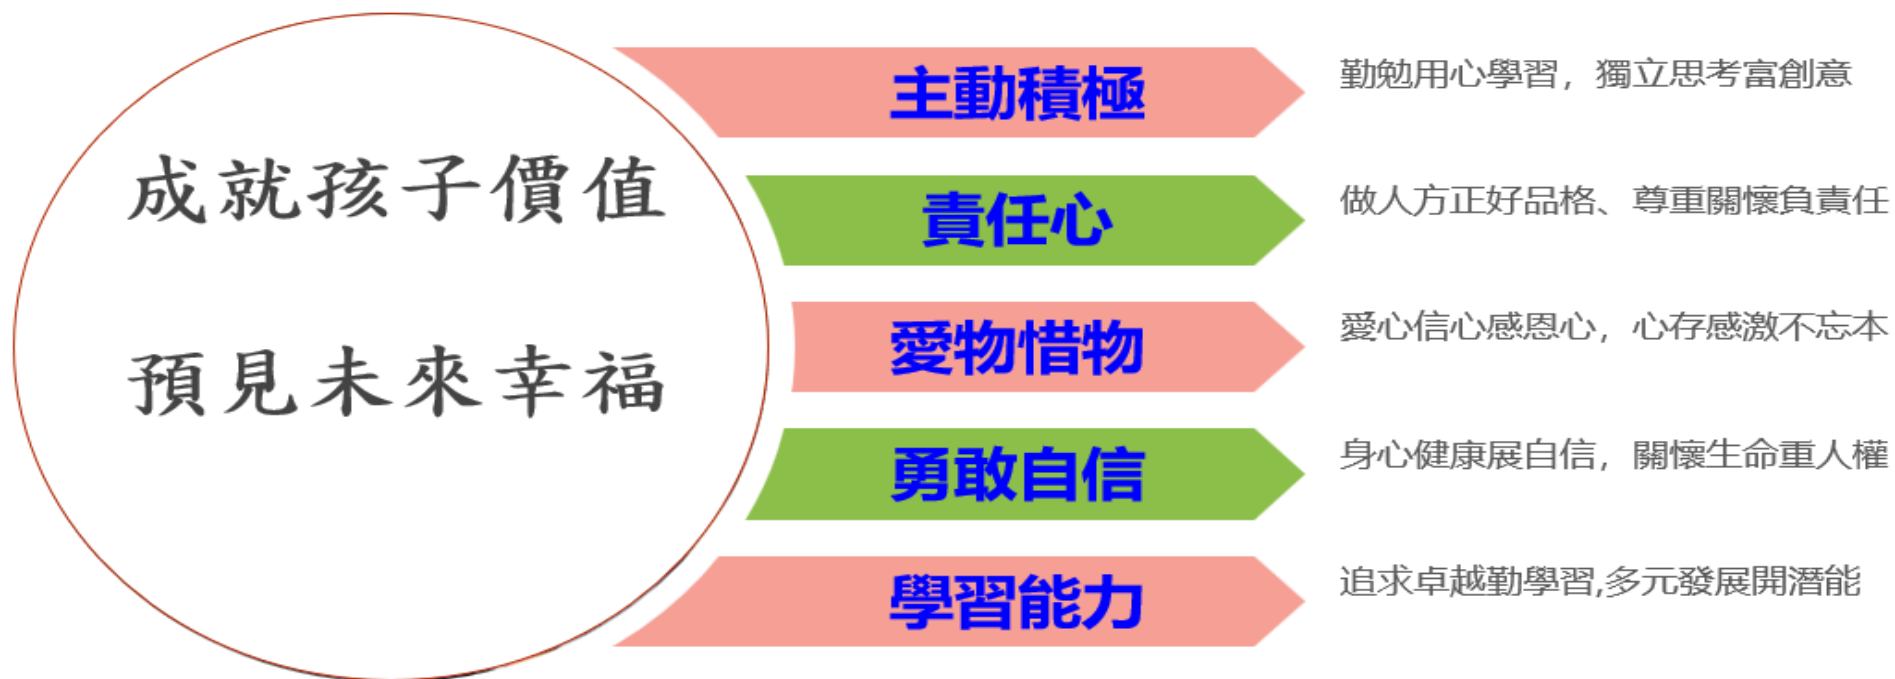 成就孩子價值
預見未來幸福
主動積極
勤勉用心學習，獨立思考富創意
責任心
做人方正好品格、尊重關懷負責任
愛物惜物
愛心信心感恩心，心存感激不忘本
勇敢自信
身心健康展自信，關懷生命重人權
學習能力
追求卓越勤學習,多元發展開潛能